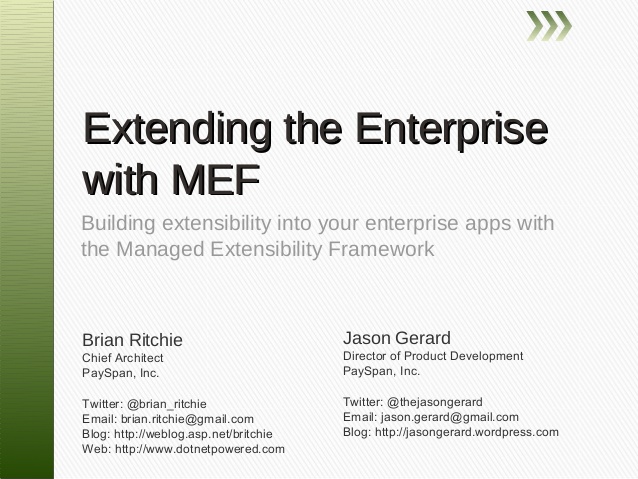 Extending the Enterprise
with MEF
Building extensibility into your enterprise apps with
the Managed Extensibility Framework
Brian Ritchie
Chief Architect
PaySpan, Inc.
Twitter: @brian_ritchie
Email: brian.ritchie@gmail.com
Blog: http://weblog.asp.net/britchie
Web: http://www.dotnetpowered.com
Jason Gerard
Director of Product Development
PaySpan, Inc.
Twitter: @thejasongerard
Email: jason.gerard@gmail.com
Blog: http://jasongerard.wordpress.com